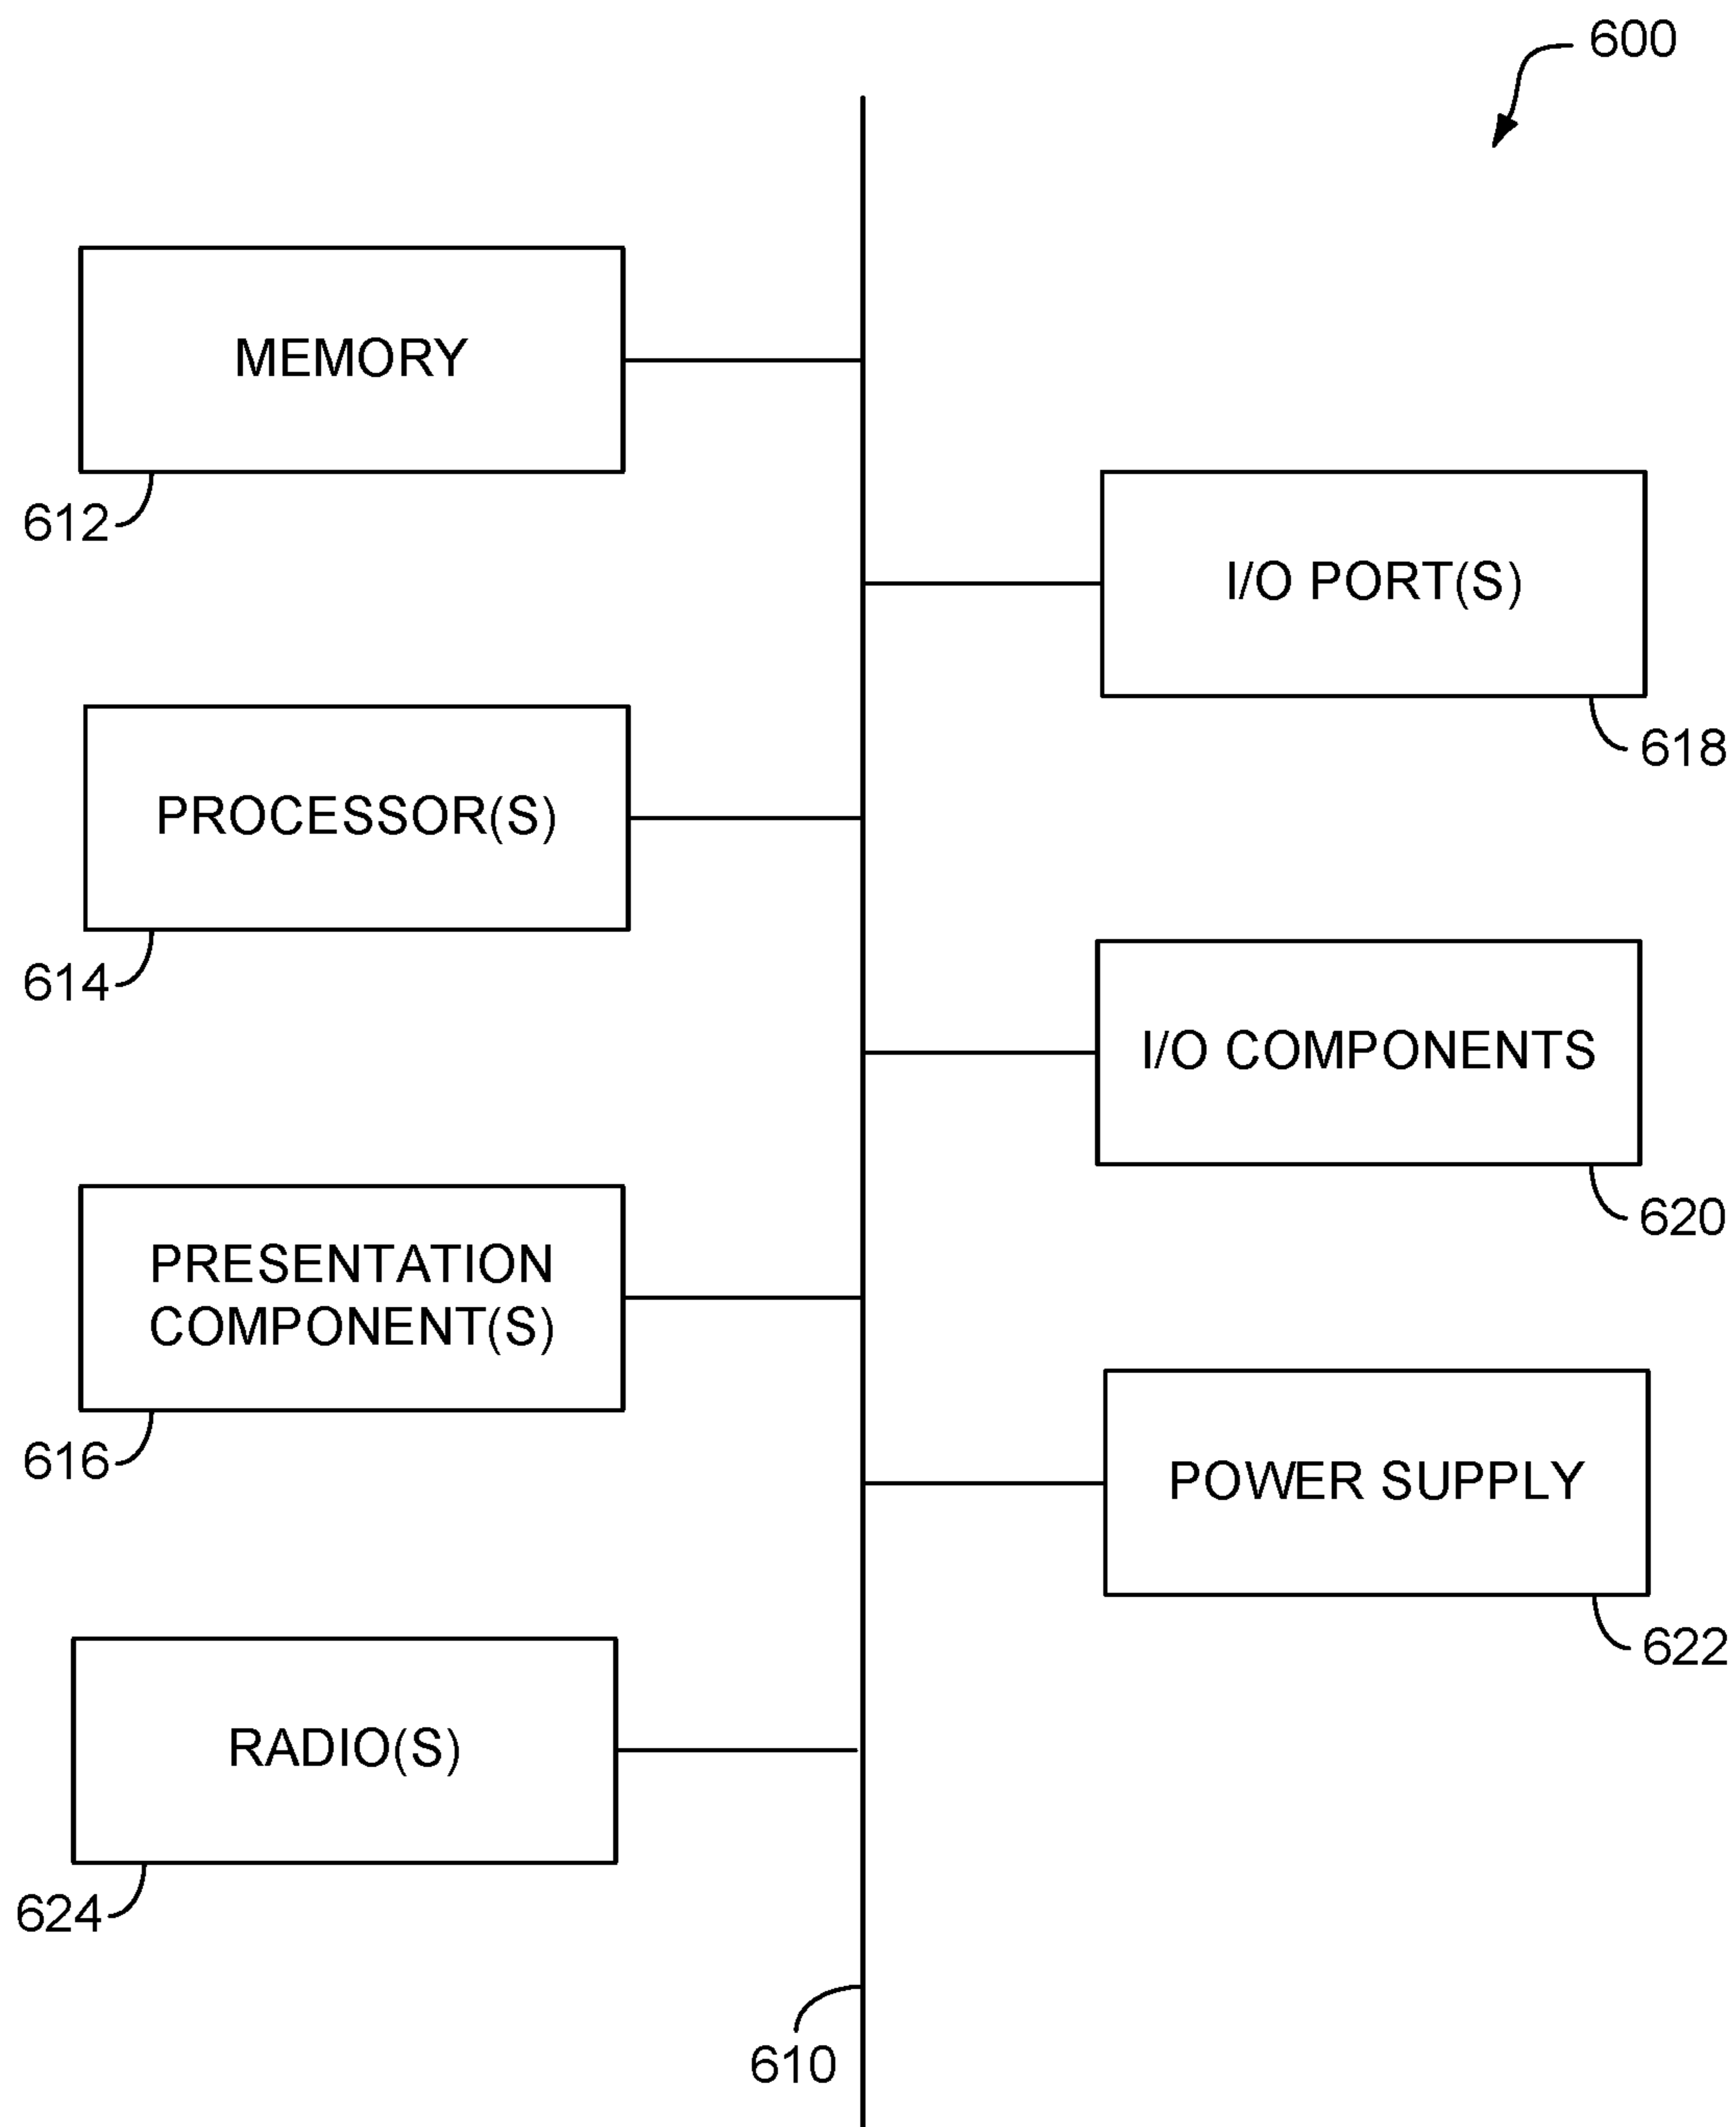 600
MEMORY
612
I/O PORT(S)
618
PROCESSOR(S)
614
I/O COMPONENTS
620
PRESENTATION
COMPONENT(S)
616
POWER SUPPLY
622
RADIO(S)
624
610